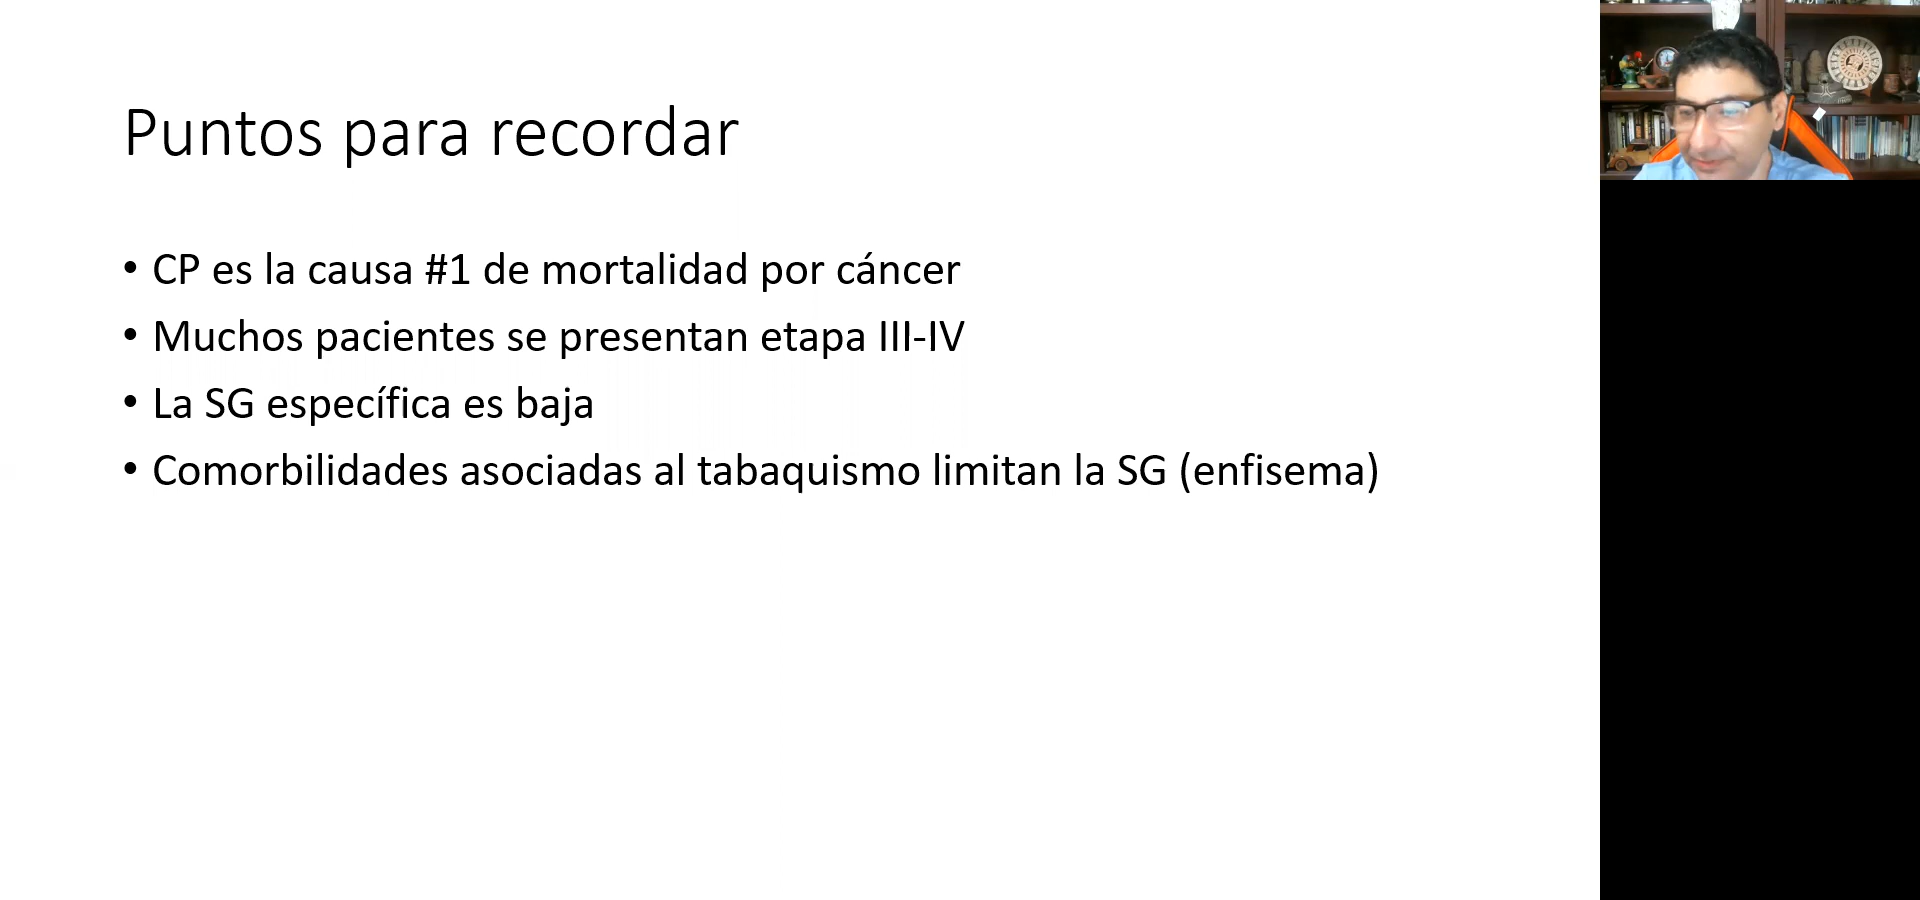 Puntos para recordar
• CP es la causa #1 de mortalidad por cáncer
• Muchos pacientes se presentan etapa III-IV
• La SG específica es baja
• Comorbilidades asociadas al tabaquismo limitan la SG (enfisema)